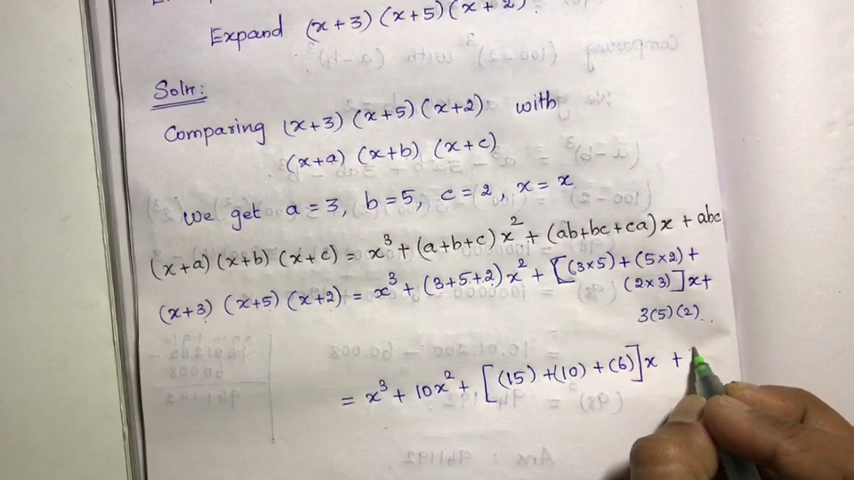 Expand (x+3) (x+5) (x+2).
Soln:
Comparing (x+3) (x+5) (x+2) with
(x+a) (x+b) (x+c)
We get a = 3, b = 5, c = 2, x = x
(x+a) (x+b) (x+c) = x³ + (a+b+c) x² + (ab+bc+ca)x + abc
(x+3) (x+5) (x+2) = x³ + (3+5+2) x² + [(3×5) + (5×2) +
(2×3)] x +
3(5)(2).
= x³ + 10x² + [(15) + (10) + (6)] x +